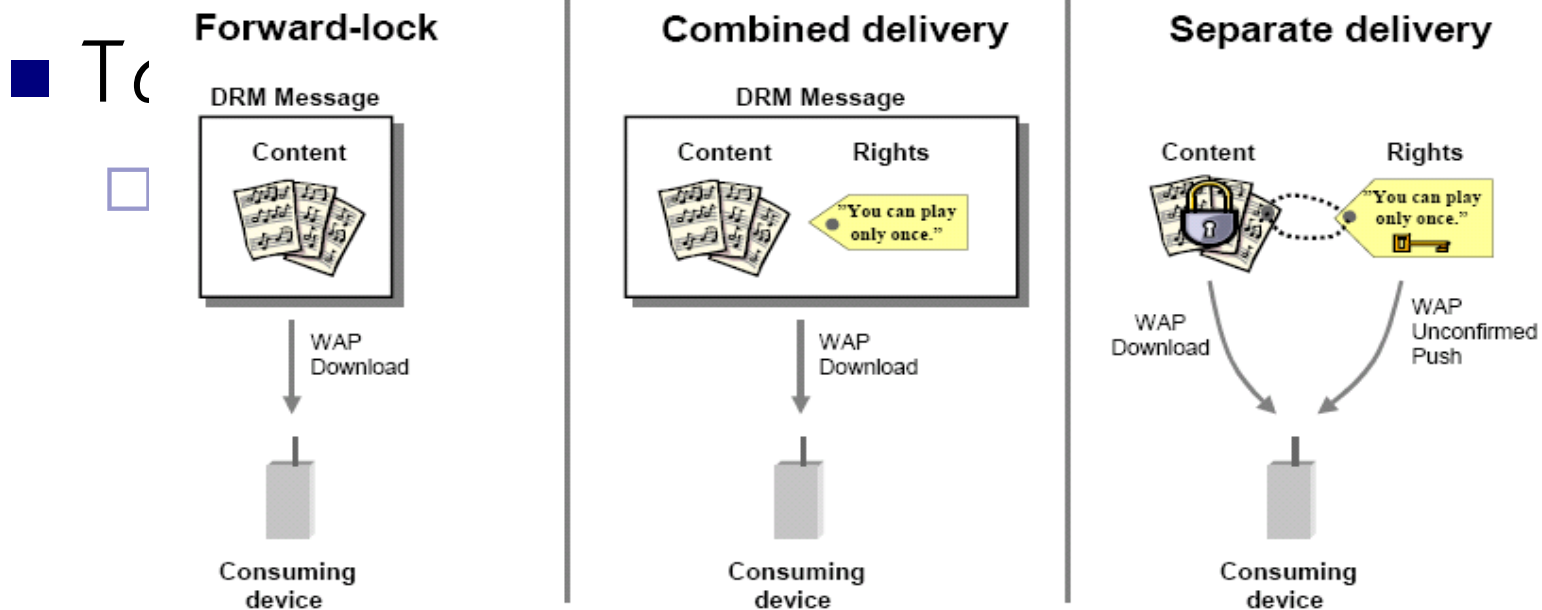 Forward-lock
DRM Message
Content
WAP
Download
Consuming
device
Combined delivery
DRM Message
Content
Rights
"You can play
only once."
WAP
Download
Consuming
device
Separate delivery
Content
Rights
"You can play
only once."
WAP
Download
WAP
Unconfirmed
Push
Consuming
device